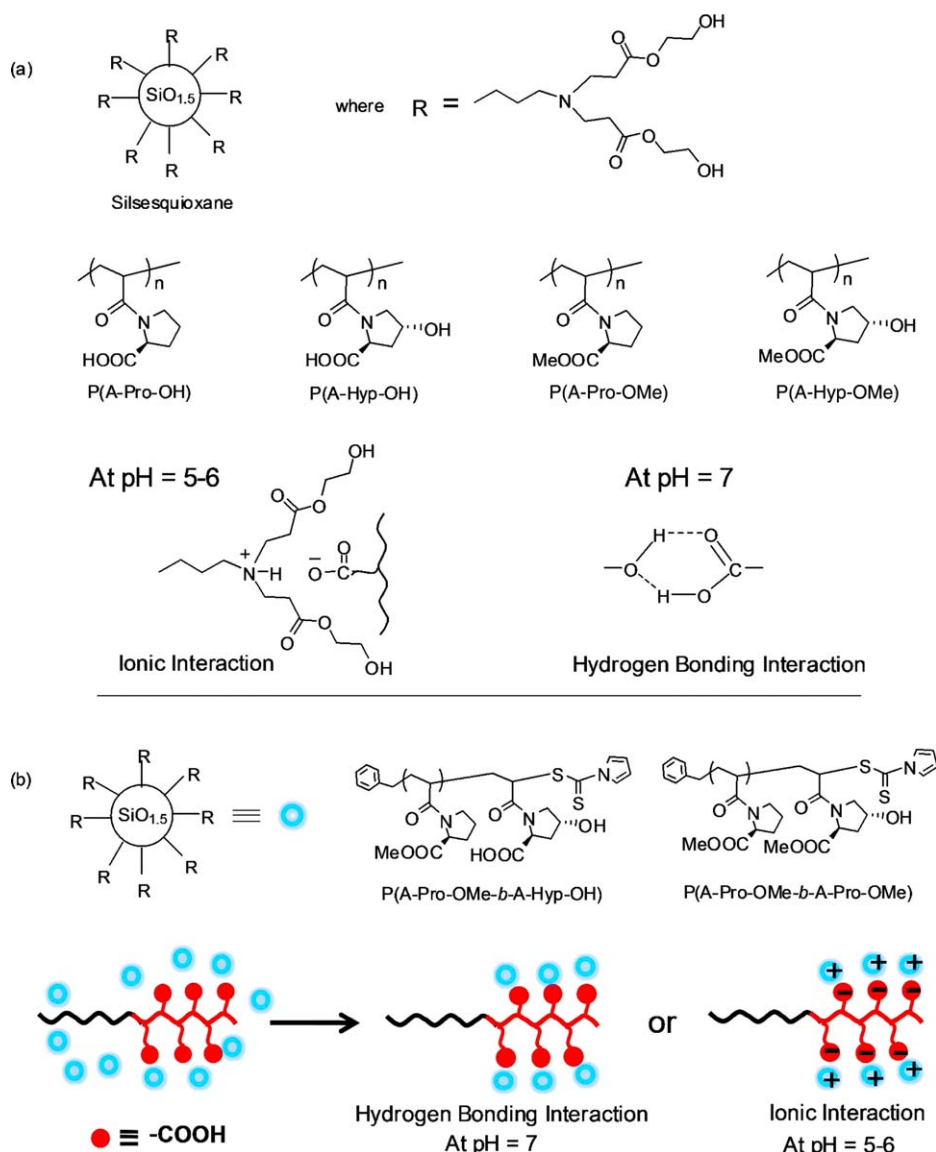 (a)
R R R R R R R R
SiO1.5
Silsesquioxane
where R =
N
O
O
OH
O
O
OH
n
O
N
HOOC
P(A-Pro-OH)
n
O
N
OH
HOOC
P(A-Hyp-OH)
n
O
N
MeOOC
P(A-Pro-OMe)
n
O
N
OH
MeOOC
P(A-Hyp-OMe)
At pH = 5-6
OH
O
O
+
N-H
O
O
OH
O
−
O
C
Ionic Interaction
At pH = 7
H
O
O
C
H
O
Hydrogen Bonding Interaction
(b)
R R R R R R R R
SiO1.5
S
S
N
O
N
O
N
OH
MeOOC
HOOC
P(A-Pro-OMe-b-A-Hyp-OH)
S
S
N
O
N
O
N
OH
MeOOC
MeOOC
P(A-Pro-OMe-b-A-Pro-OMe)
or
+ + +
− − −
− − −
+ + +
≡ -COOH
Hydrogen Bonding Interaction
At pH = 7
Ionic Interaction
At pH = 5-6